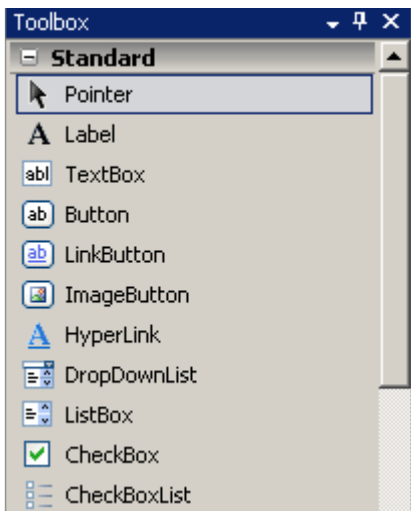 Toolbox
Standard
Pointer
A Label
abl TextBox
ab Button
ab LinkButton
ImageButton
A HyperLink
DropDownList
ListBox
CheckBox
CheckBoxList